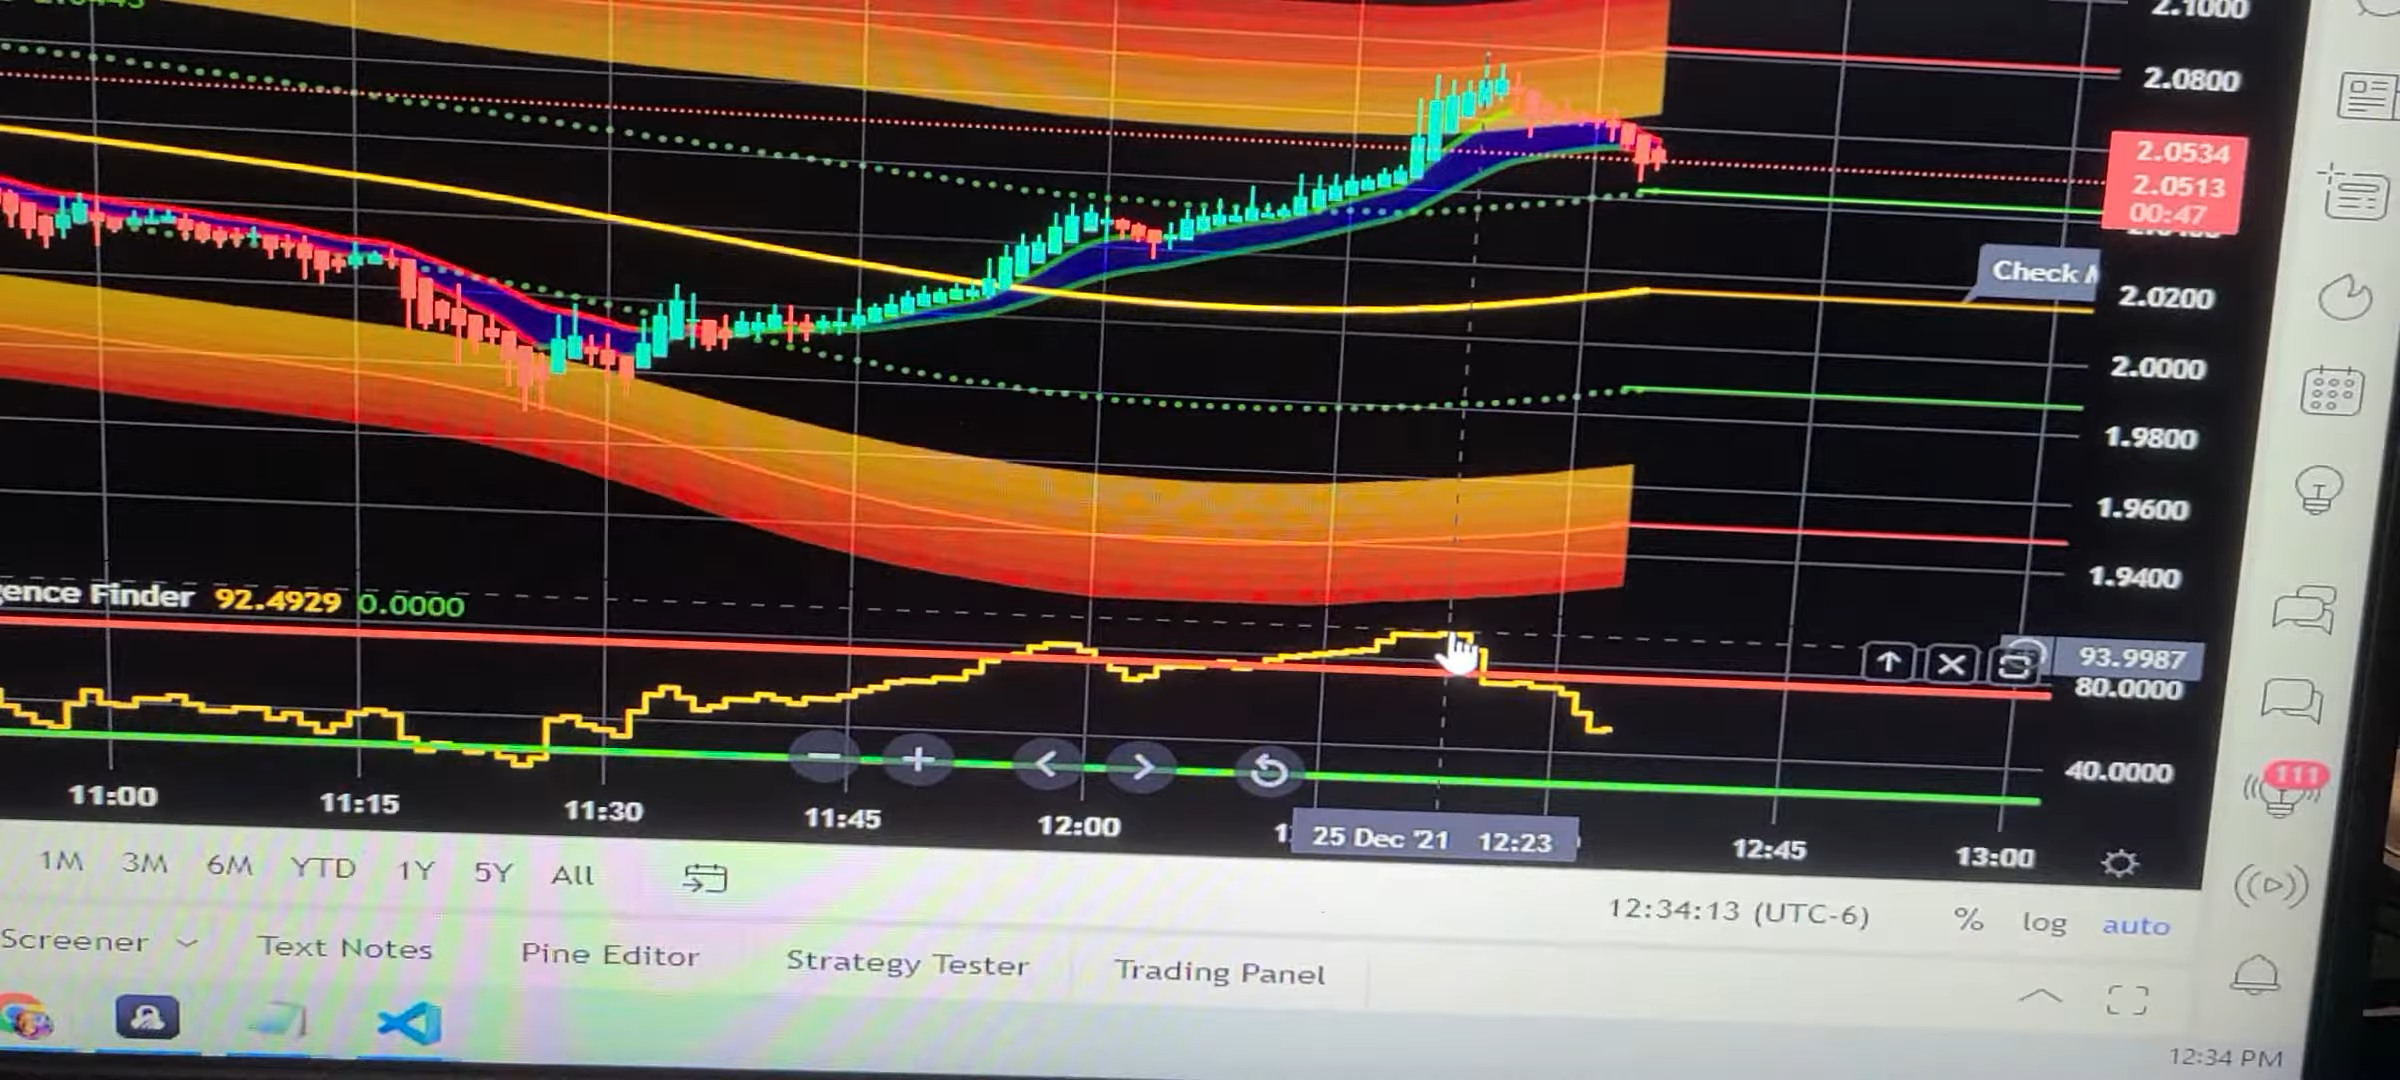 2.1000
2.0800
2.0534
2.0513
00:47
Check
2.0200
2.0000
1.9800
1.9600
1.9400
ence Finder 92.4929 0.0000
93.9987
80.0000
40.0000
11:00 11:15 11:30 11:45 12:00 25 Dec '21 12:23 12:45 13:00
1M 3M 6M YTD 1Y 5Y All
12:34:13 (UTC-6) % log auto
Screener Text Notes Pine Editor Strategy Tester Trading Panel
111
12:34 PM